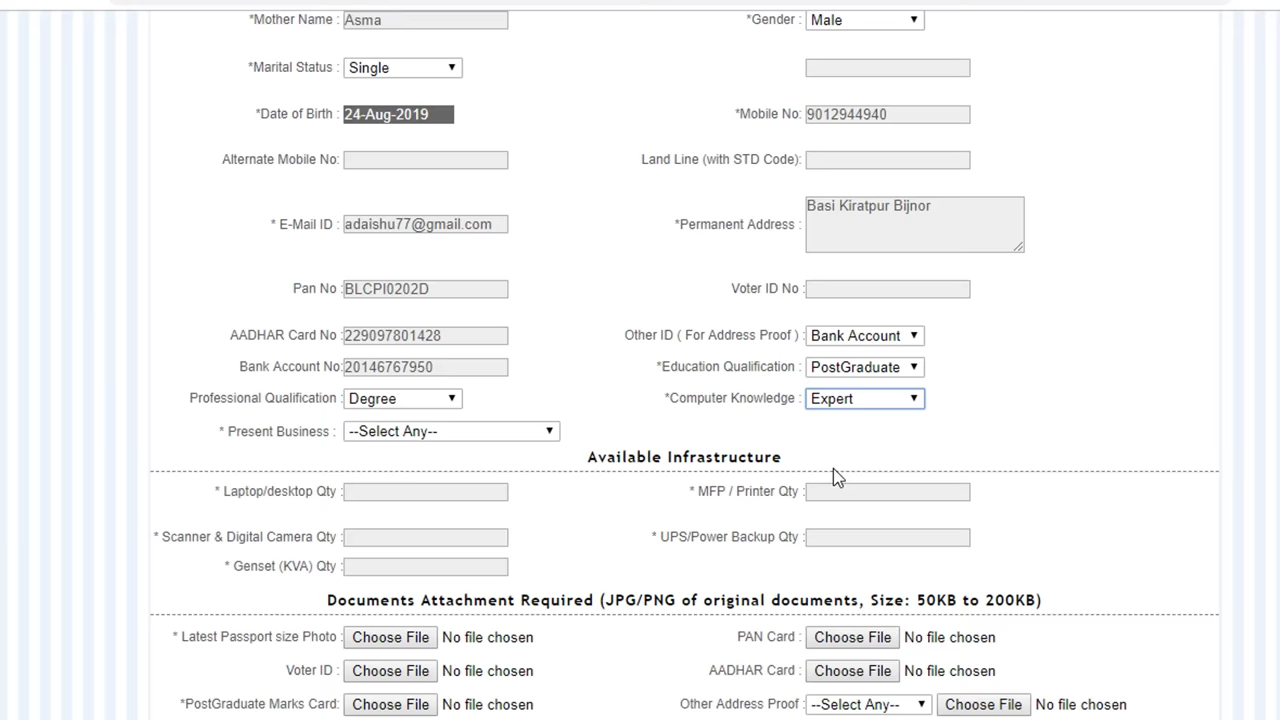 *Mother Name : Asma *Gender : Male
*Marital Status : Single
*Date of Birth : 24-Aug-2019 *Mobile No: 9012944940
Alternate Mobile No: Land Line (with STD Code):
* E-Mail ID : adaishu77@gmail.com *Permanent Address : Basi Kiratpur Bijnor
Pan No : BLCPI0202D Voter ID No :
AADHAR Card No : 229097801428 Other ID ( For Address Proof ) : Bank Account
Bank Account No: 20146767950 *Education Qualification : PostGraduate
Professional Qualification : Degree *Computer Knowledge : Expert
* Present Business : --Select Any--
Available Infrastructure
* Laptop/desktop Qty : * MFP / Printer Qty :
* Scanner & Digital Camera Qty : * UPS/Power Backup Qty :
* Genset (KVA) Qty :
Documents Attachment Required (JPG/PNG of original documents, Size: 50KB to 200KB)
* Latest Passport size Photo : Choose File No file chosen PAN Card : Choose File No file chosen
Voter ID : Choose File No file chosen AADHAR Card : Choose File No file chosen
*PostGraduate Marks Card: Choose File No file chosen Other Address Proof : --Select Any-- Choose File No file chosen